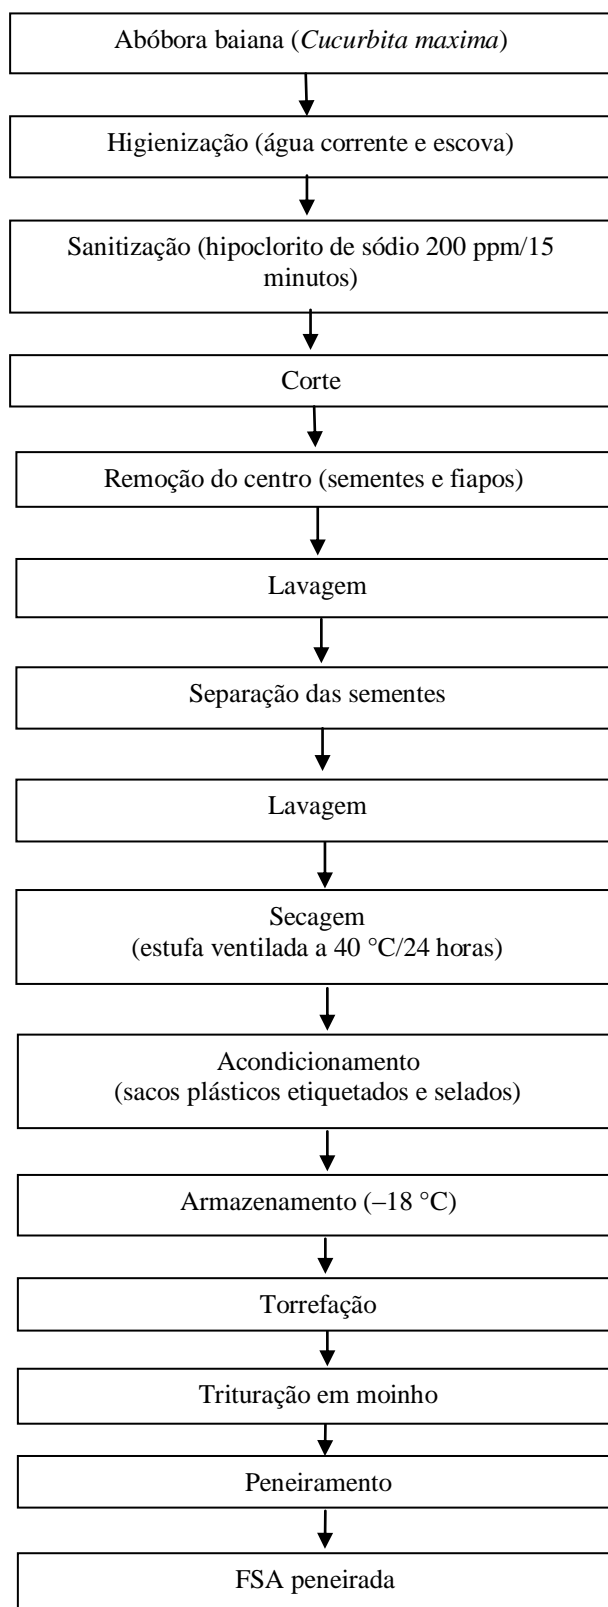 Abóbora baiana (Cucurbita maxima)
Higienização (água corrente e escova)
Sanitização (hipoclorito de sódio 200 ppm/15
minutos)
Corte
Remoção do centro (sementes e fiapos)
Lavagem
Separação das sementes
Lavagem
Secagem
(estufa ventilada a 40 °C/24 horas)
Acondicionamento
(sacos plásticos etiquetados e selados)
Armazenamento (–18 °C)
Torrefação
Trituração em moinho
Peneiramento
FSA peneirada